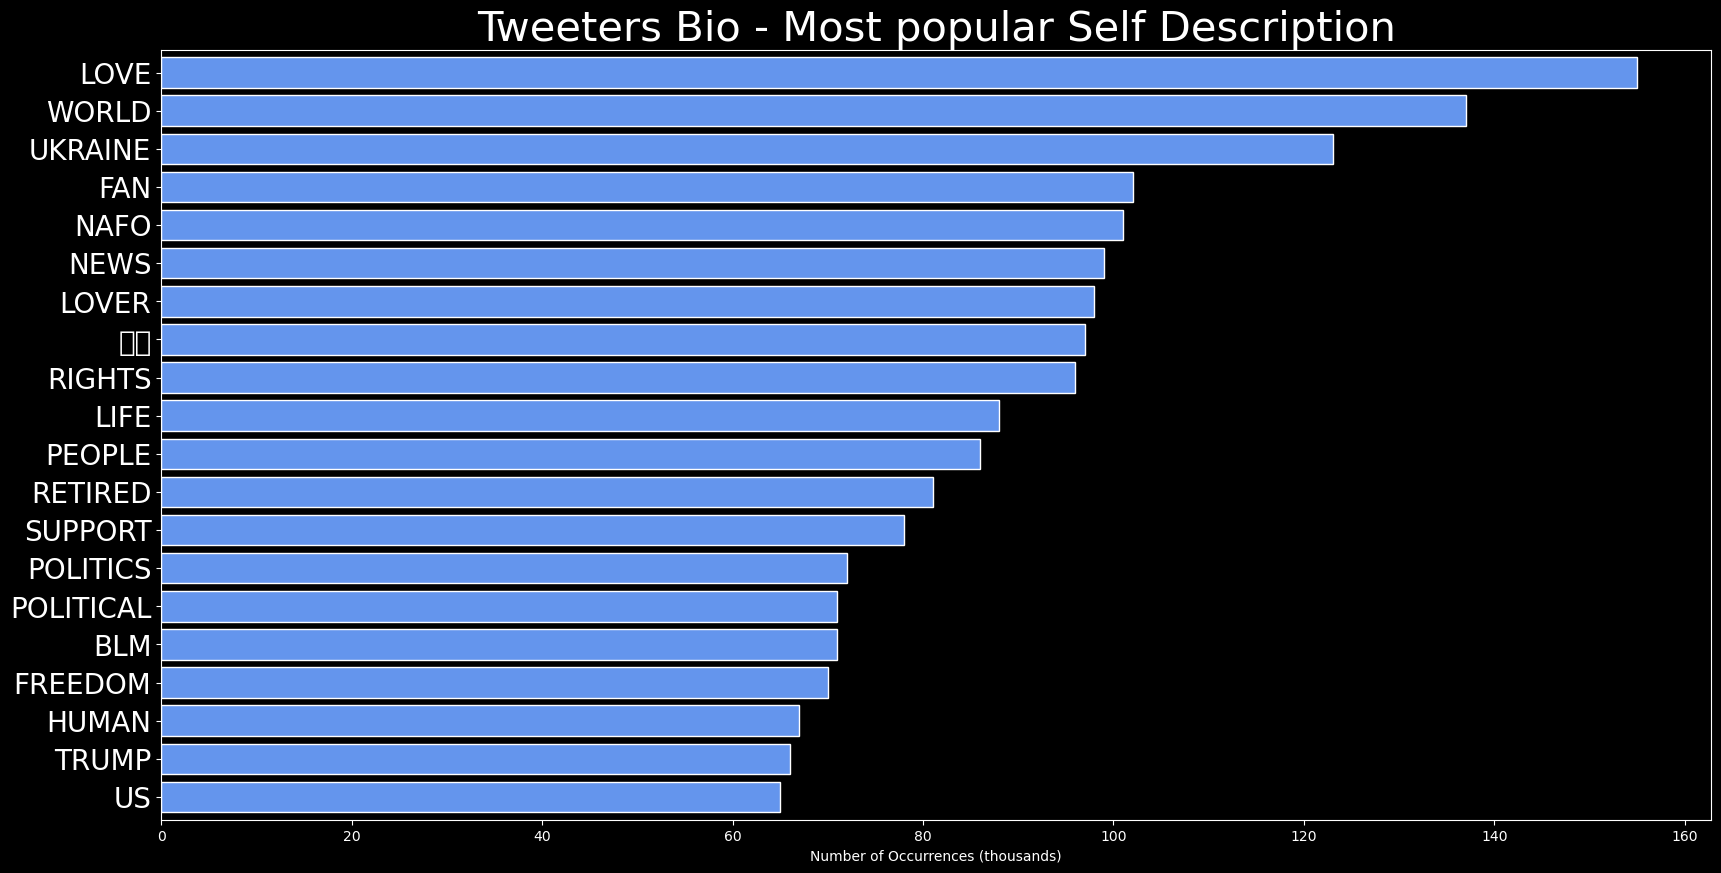 Tweeters Bio - Most popular Self Description
LOVE
WORLD
UKRAINE
FAN
NAFO
NEWS
LOVER
RIGHTS
LIFE
PEOPLE
RETIRED
SUPPORT
POLITICS
POLITICAL
BLM
FREEDOM
HUMAN
TRUMP
US
0 20 40 60 80 100 120 140 160
Number of Occurrences (thousands)